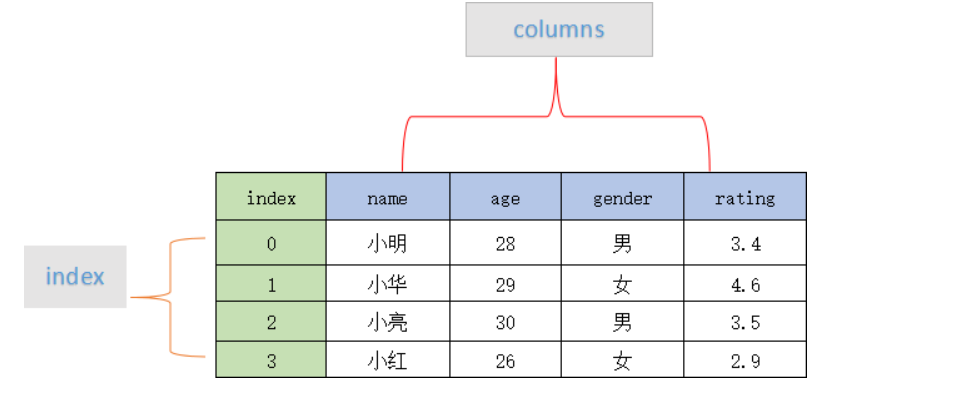 columns
index name age gender rating
0 小明 28 男 3.4
index
1 小华 29 女 4.6
2 小亮 30 男 3.5
3 小红 26 女 2.9